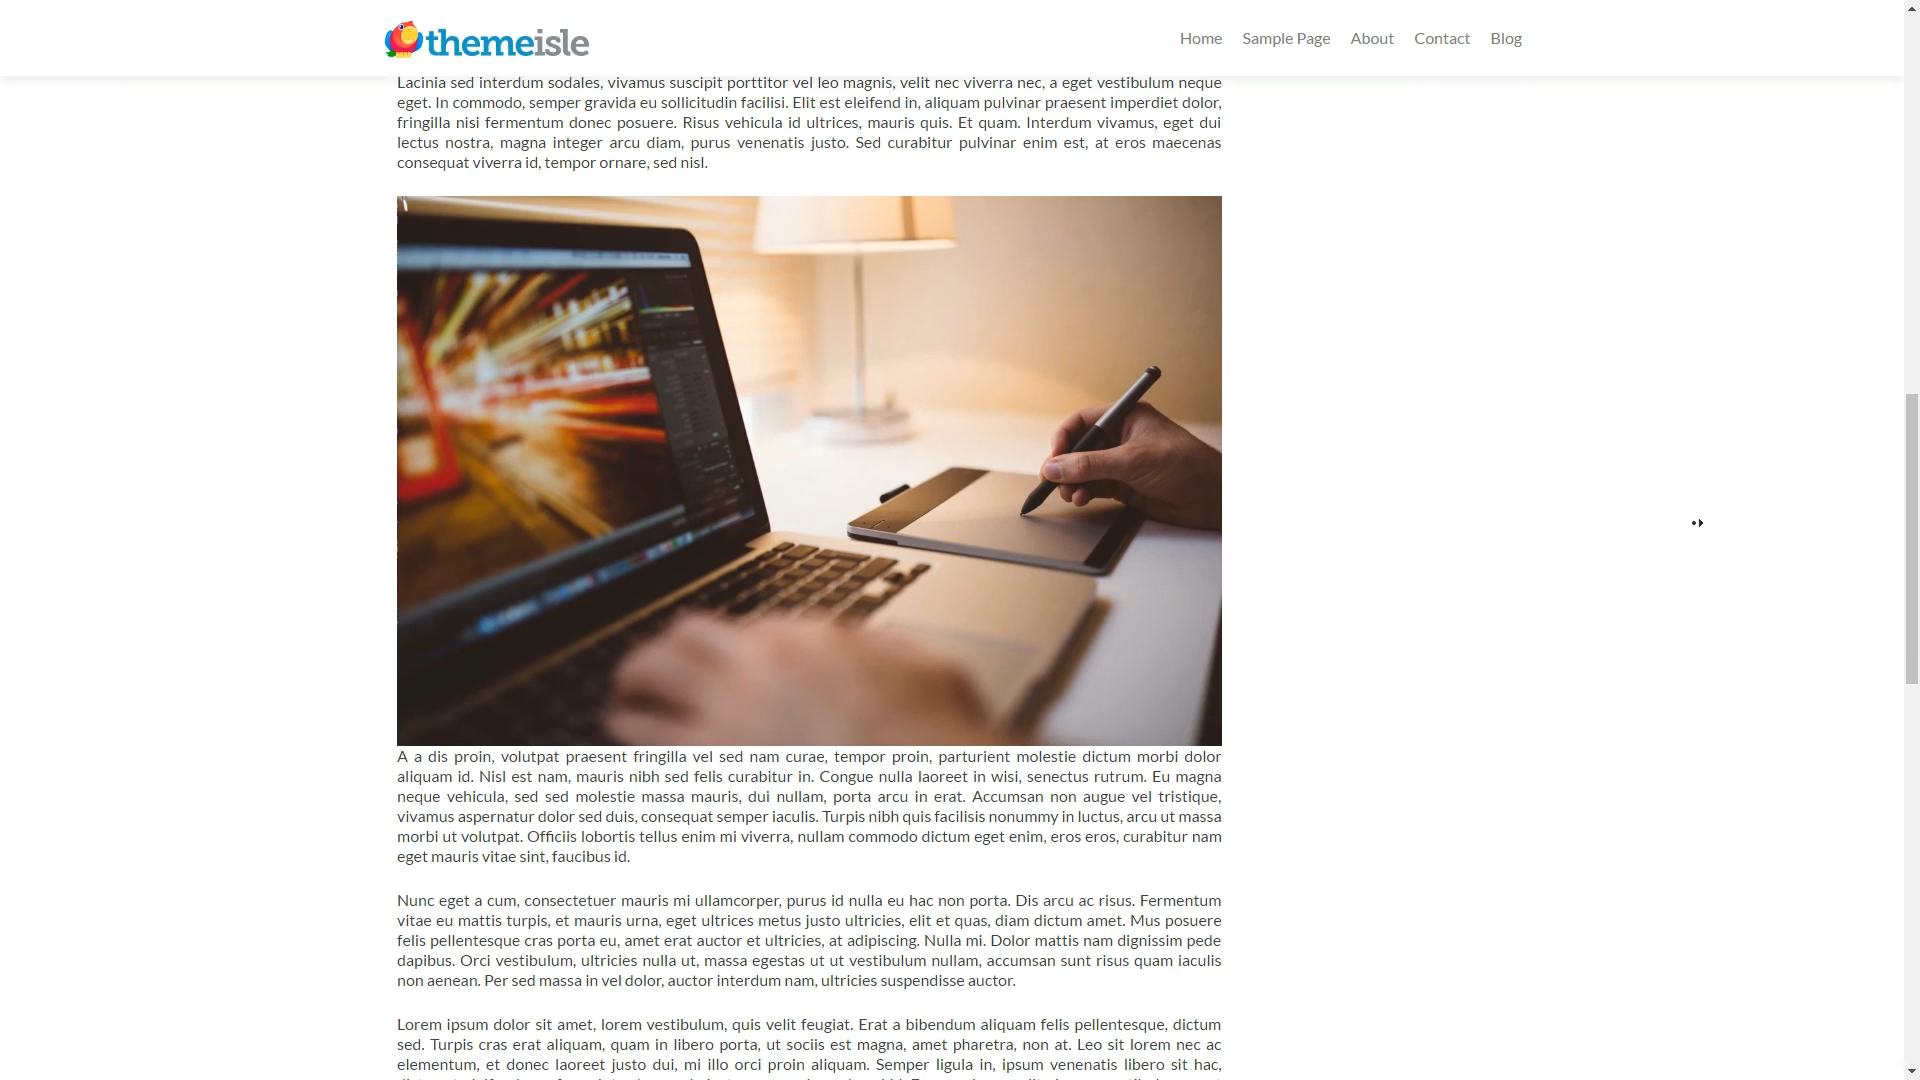 themeisle
Home Sample Page About Contact Blog
Lacinia sed interdum sodales, vivamus suscipit porttitor vel leo magnis, velit nec viverra nec, a eget vestibulum neque
eget. In commodo, semper gravida eu sollicitudin facilisi. Elit est eleifend in, aliquam pulvinar praesent imperdiet dolor,
fringilla nisi fermentum donec posuere. Risus vehicula id ultrices, mauris quis. Et quam. Interdum vivamus, eget dui
lectus nostra, magna integer arcu diam, purus venenatis justo. Sed curabitur pulvinar enim est, at eros maecenas
consequat viverra id, tempor ornare, sed nisl.
A a dis proin, volutpat praesent fringilla vel sed nam curae, tempor proin, parturient molestie dictum morbi dolor
aliquam id. Nisl est nam, mauris nibh sed felis curabitur in. Congue nulla laoreet in wisi, senectus rutrum. Eu magna
neque vehicula, sed sed molestie massa mauris, dui nullam, porta arcu in erat. Accumsan non augue vel tristique,
vivamus aspernatur dolor sed duis, consequat semper iaculis. Turpis nibh quis facilisis nonummy in luctus, arcu ut massa
morbi ut volutpat. Officiis lobortis tellus enim mi viverra, nullam commodo dictum eget enim, eros eros, curabitur nam
eget mauris vitae sint, faucibus id.
Nunc eget a cum, consectetuer mauris mi ullamcorper, purus id nulla eu hac non porta. Dis arcu ac risus. Fermentum
vitae eu mattis turpis, et mauris urna, eget ultrices metus justo ultricies, elit et quas, diam dictum amet. Mus posuere
felis pellentesque cras porta eu, amet erat auctor et ultricies, at adipiscing. Nulla mi. Dolor mattis nam dignissim pede
dapibus. Orci vestibulum, ultricies nulla ut, massa egestas ut ut vestibulum nullam, accumsan sunt risus quam iaculis
non aenean. Per sed massa in vel dolor, auctor interdum nam, ultricies suspendisse auctor.
Lorem ipsum dolor sit amet, lorem vestibulum, quis velit feugiat. Erat a bibendum aliquam felis pellentesque, dictum
sed. Turpis cras erat aliquam, quam in libero porta, ut sociis est magna, amet pharetra, non at. Leo sit lorem nec ac
elementum, et donec laoreet justo dui, mi illo orci proin aliquam. Semper ligula in, ipsum venenatis libero sit hac,